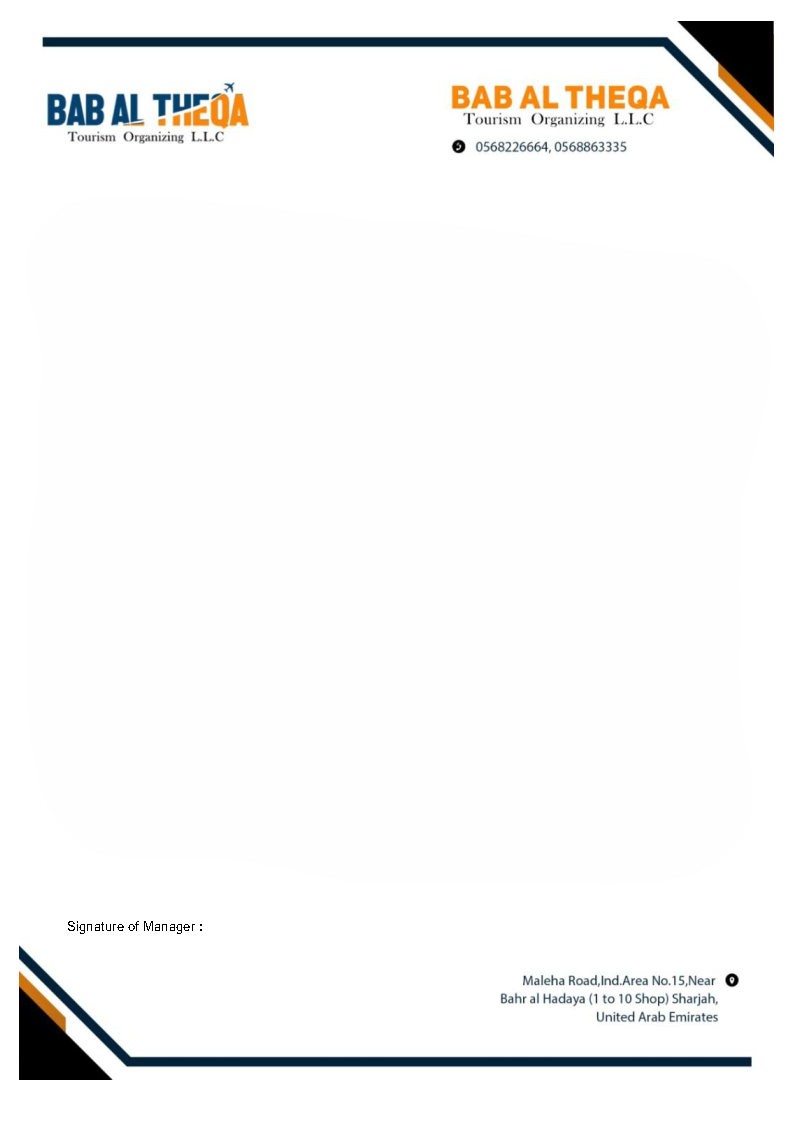 BAB AL THEQA
Tourism Organizing L.L.C
BAB AL THEQA
Tourism Organizing L.L.C
0568226664, 0568863335
Signature of Manager :
Maleha Road,Ind.Area No.15,Near
Bahr al Hadaya (1 to 10 Shop) Sharjah,
United Arab Emirates